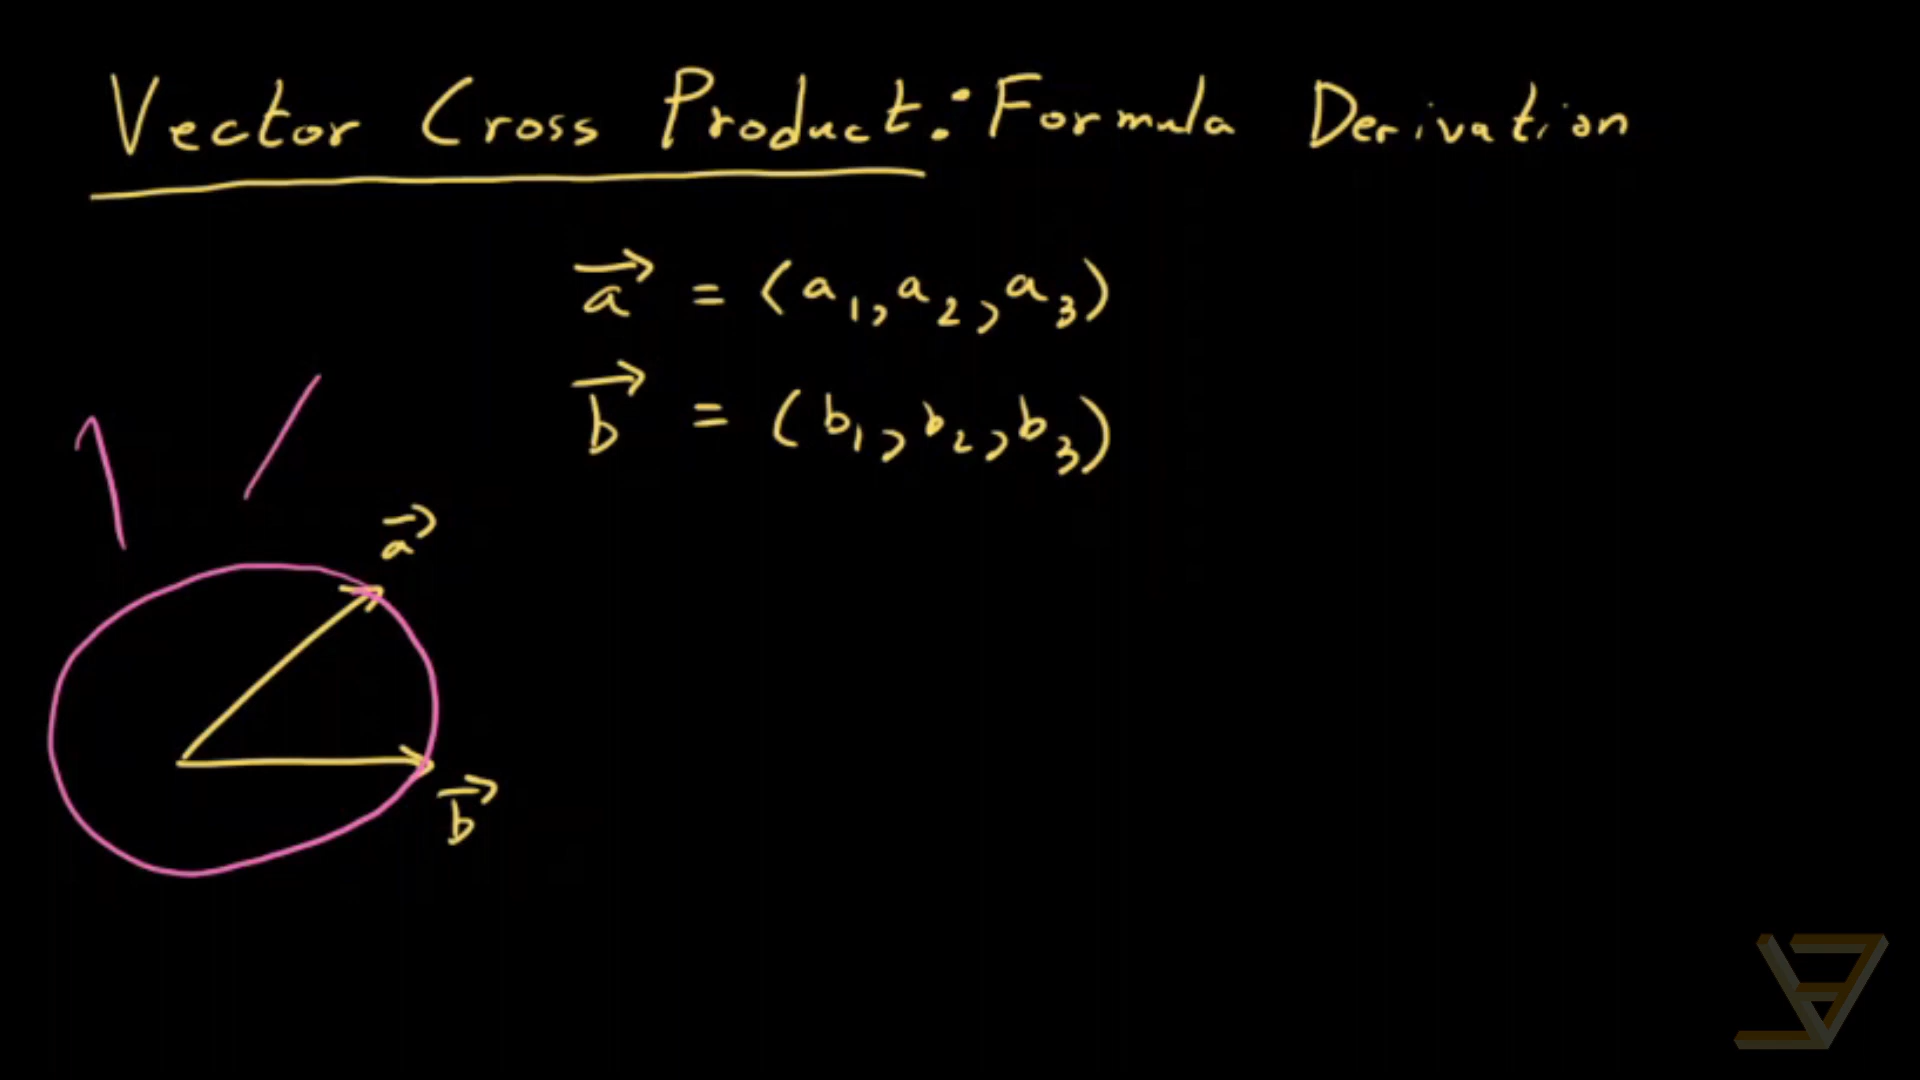 Vector Cross Product: Formula Derivation
a⃗ = (a₁, a₂, a₃)
b⃗ = (b₁, b₂, b₃)
a⃗
b⃗